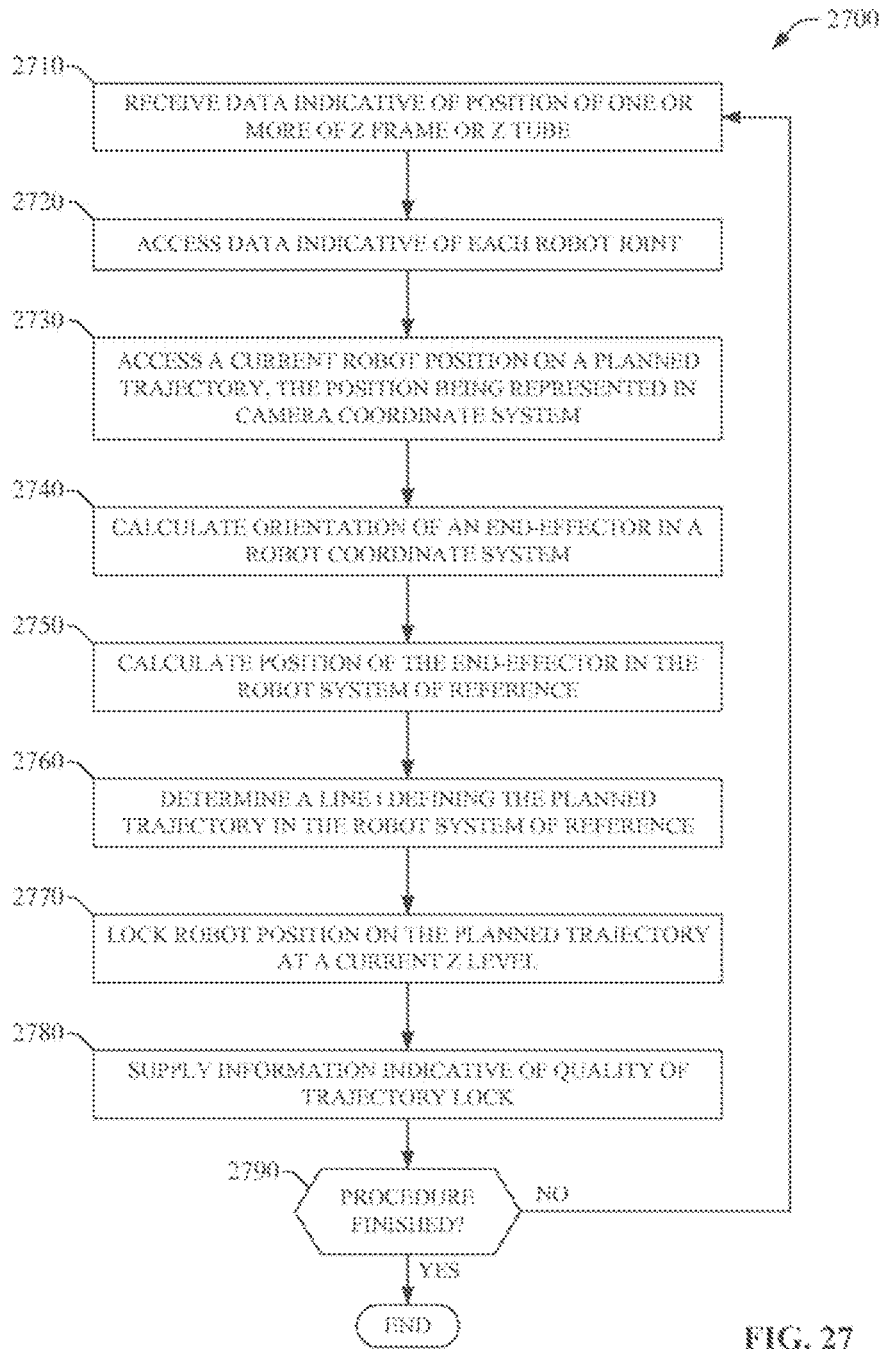 2700
2710
RECEIVE DATA INDICATIVE OF POSITION OF ONE OR
MORE OF Z FRAME OR Z TUBE
2720
ACCESS DATA INDICATIVE OF EACH ROBOT JOINT
2730
ACCESS A CURRENT ROBOT POSITION ON A PLANNED
TRAJECTORY, THE POSITION BEING REPRESENTED IN
CAMERA COORDINATE SYSTEM
2740
CALCULATE ORIENTATION OF AN END-EFFECTOR IN A
ROBOT COORDINATE SYSTEM
2750
CALCULATE POSITION OF THE END-EFFECTOR IN THE
ROBOT SYSTEM OF REFERENCE
2760
DETERMINE A LINE t DEFINING THE PLANNED
TRAJECTORY IN THE ROBOT SYSTEM OF REFERENCE
2770
LOCK ROBOT POSITION ON THE PLANNED TRAJECTORY
AT A CURRENT Z LEVEL
2780
SUPPLY INFORMATION INDICATIVE OF QUALITY OF
TRAJECTORY LOCK
2790
PROCEDURE
FINISHED?
NO
YES
END
FIG. 27